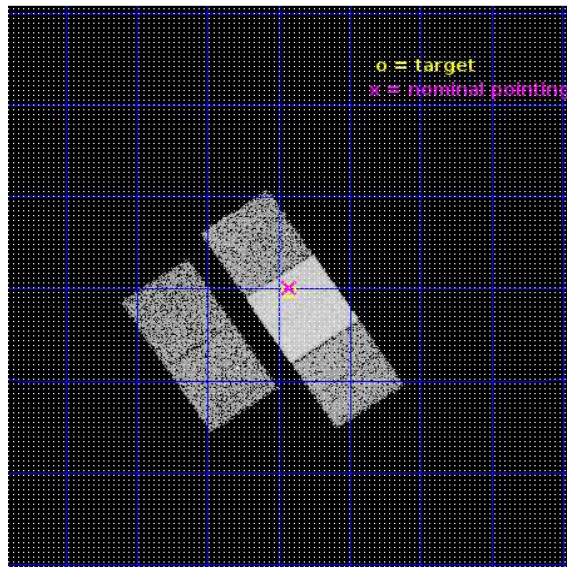 o = target
x = nominal pointing